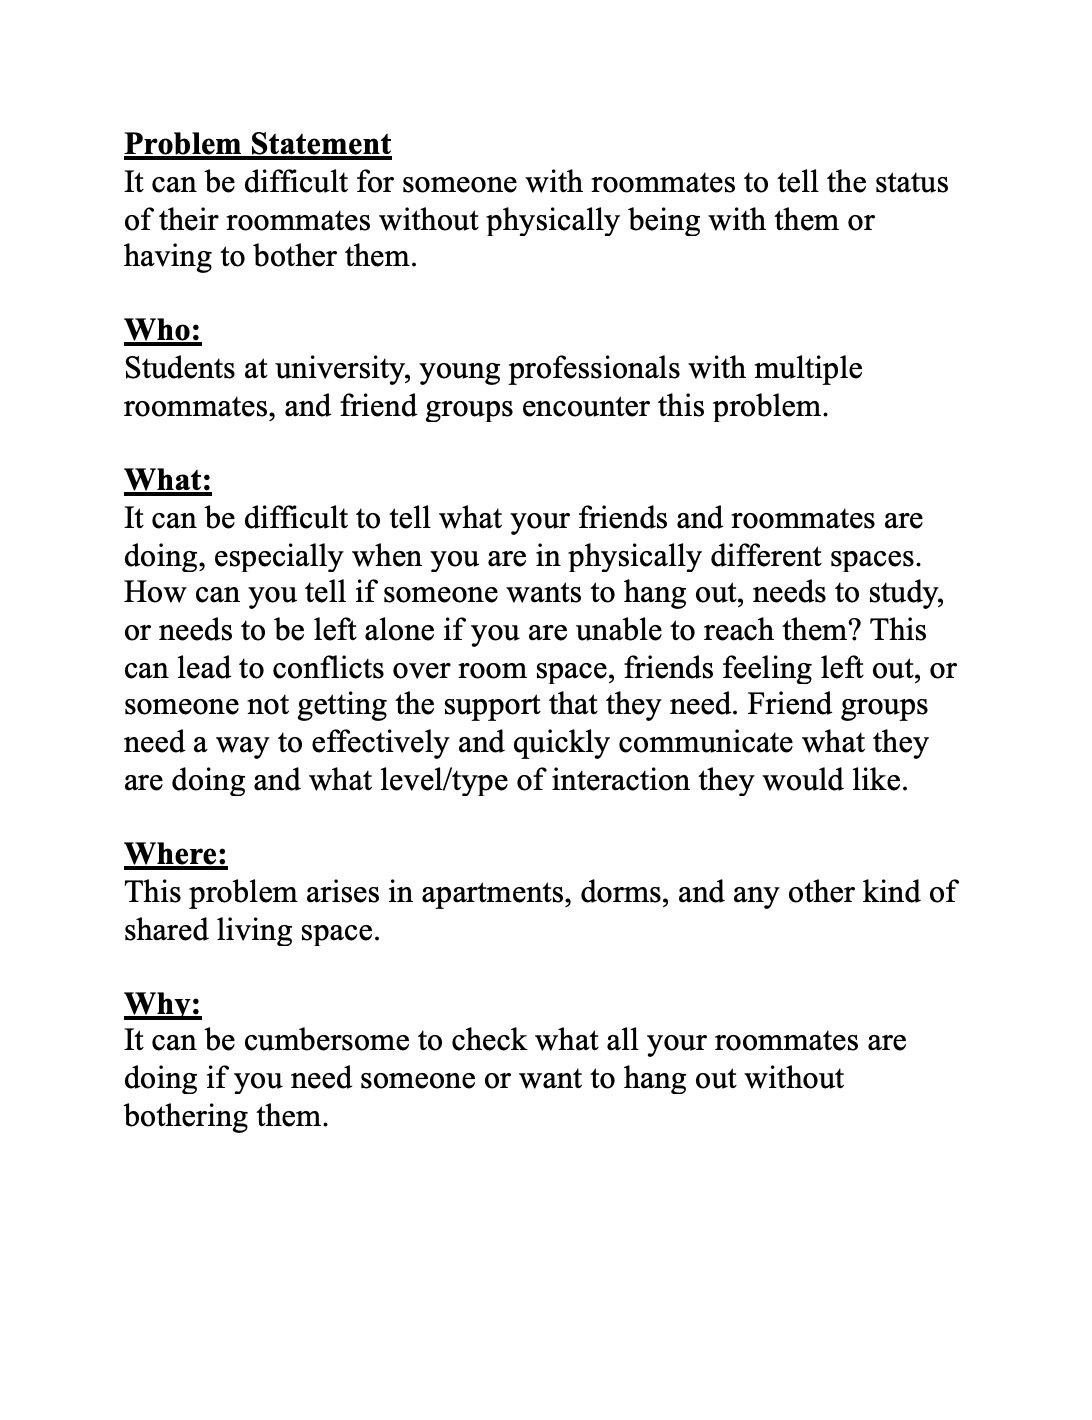 Problem Statement
It can be difficult for someone with roommates to tell the status
of their roommates without physically being with them or
having to bother them.
Who:
Students at university, young professionals with multiple
roommates, and friend groups encounter this problem.
What:
It can be difficult to tell what your friends and roommates are
doing, especially when you are in physically different spaces.
How can you tell if someone wants to hang out, needs to study,
or needs to be left alone if you are unable to reach them? This
can lead to conflicts over room space, friends feeling left out, or
someone not getting the support that they need. Friend groups
need a way to effectively and quickly communicate what they
are doing and what level/type of interaction they would like.
Where:
This problem arises in apartments, dorms, and any other kind of
shared living space.
Why:
It can be cumbersome to check what all your roommates are
doing if you need someone or want to hang out without
bothering them.